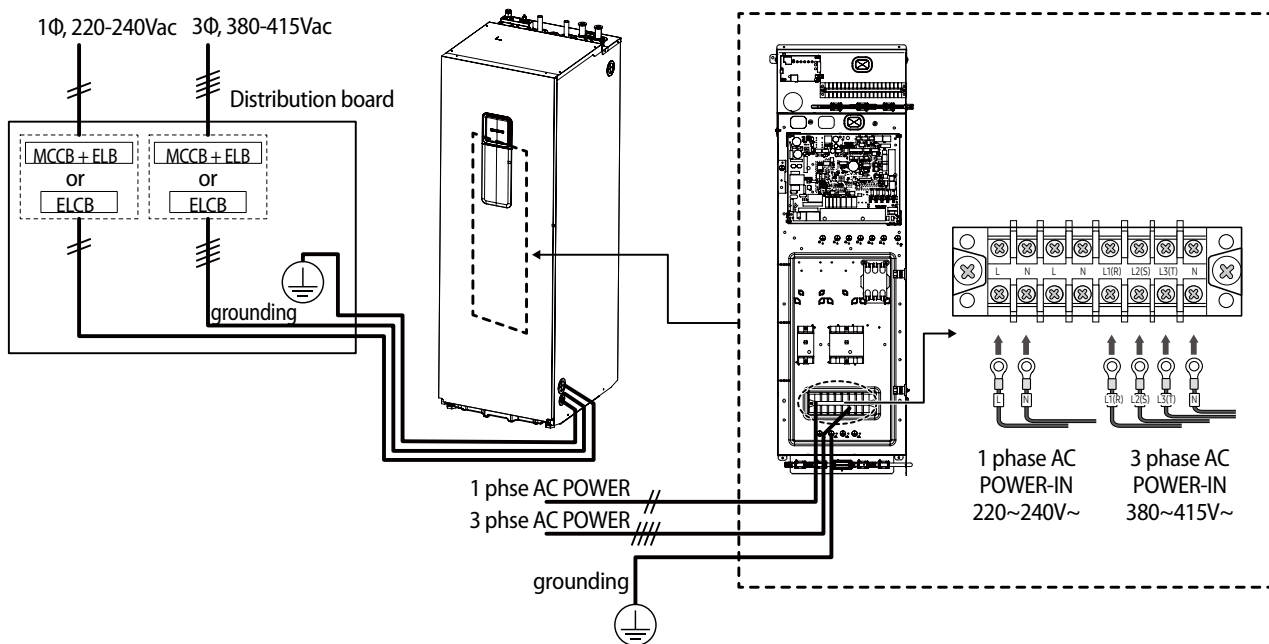 1Φ, 220-240Vac
3Φ, 380-415Vac
Distribution board
MCCB + ELB
or
ELCB
MCCB + ELB
or
ELCB
grounding
L N L N L1(R) L2(S) L3(T) N
L N L1(R) L2(S) L3(T) N
1 phase AC
POWER-IN
220~240V~
3 phase AC
POWER-IN
380~415V~
1 phse AC POWER
3 phse AC POWER
grounding